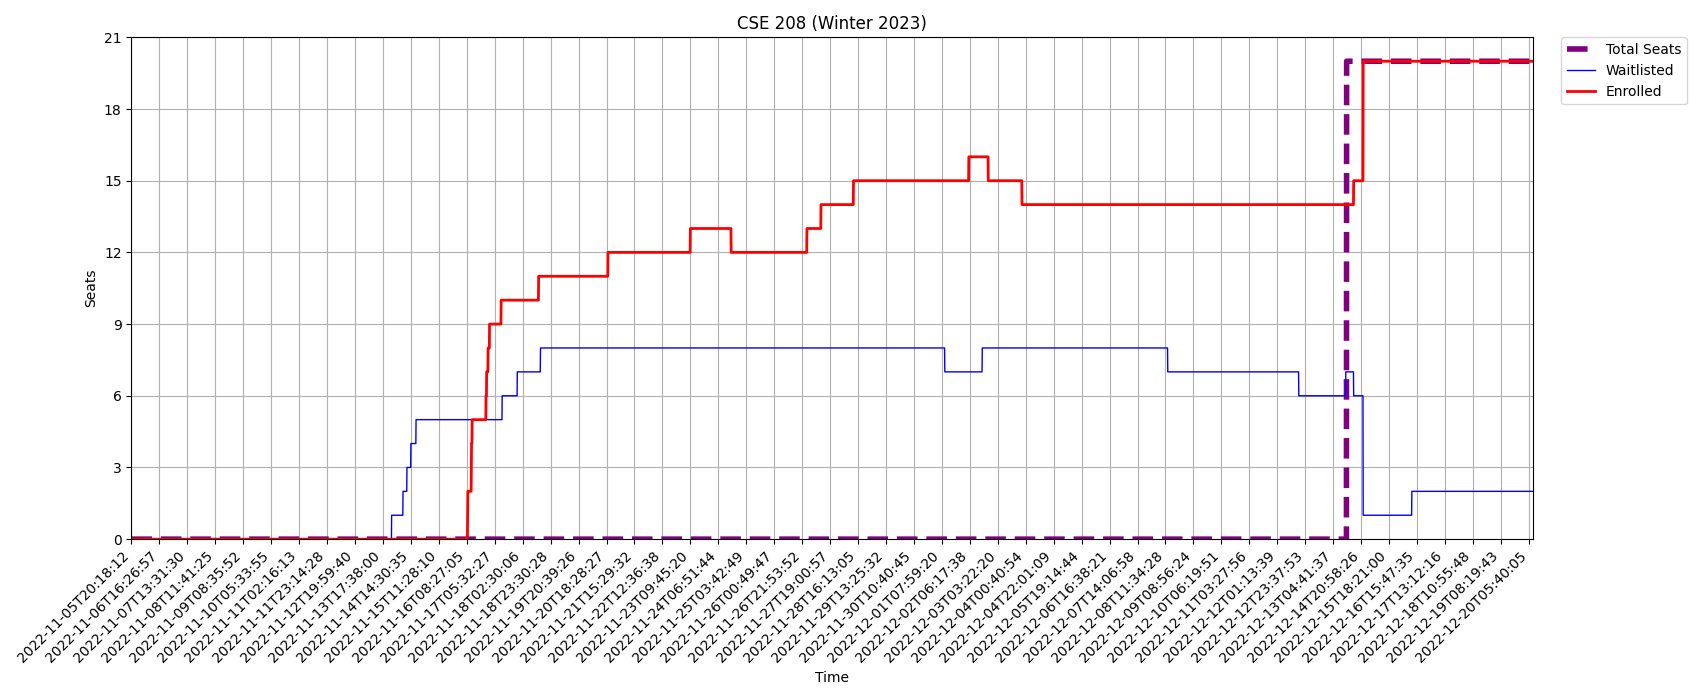 CSE 208 (Winter 2023)
Total Seats
Waitlisted
Enrolled
Seats
21
18
15
12
9
6
3
0
2022-11-05T20:18:12
2022-11-06T16:26:57
2022-11-07T13:31:30
2022-11-08T11:41:25
2022-11-09T08:35:52
2022-11-10T05:33:55
2022-11-11T02:16:13
2022-11-11T23:14:28
2022-11-12T19:59:40
2022-11-13T17:38:00
2022-11-14T14:30:35
2022-11-15T11:28:10
2022-11-16T08:27:05
2022-11-17T05:32:27
2022-11-18T02:30:06
2022-11-18T23:30:28
2022-11-19T20:39:26
2022-11-20T18:28:27
2022-11-21T15:29:32
2022-11-22T12:36:38
2022-11-23T09:45:20
2022-11-24T06:51:44
2022-11-25T03:42:49
2022-11-26T00:49:47
2022-11-26T21:53:52
2022-11-27T19:00:57
2022-11-28T16:13:05
2022-11-29T13:25:32
2022-11-30T10:40:45
2022-12-01T07:59:20
2022-12-02T06:17:38
2022-12-03T03:22:20
2022-12-04T00:40:54
2022-12-04T22:01:09
2022-12-05T19:14:44
2022-12-06T16:38:21
2022-12-07T14:06:58
2022-12-08T11:34:28
2022-12-09T08:56:24
2022-12-10T06:19:51
2022-12-11T03:27:56
2022-12-12T01:13:39
2022-12-12T23:37:53
2022-12-13T04:41:37
2022-12-14T20:58:26
2022-12-15T18:21:00
2022-12-16T15:47:35
2022-12-17T13:12:16
2022-12-18T10:55:48
2022-12-19T08:19:43
2022-12-20T05:40:05
Time